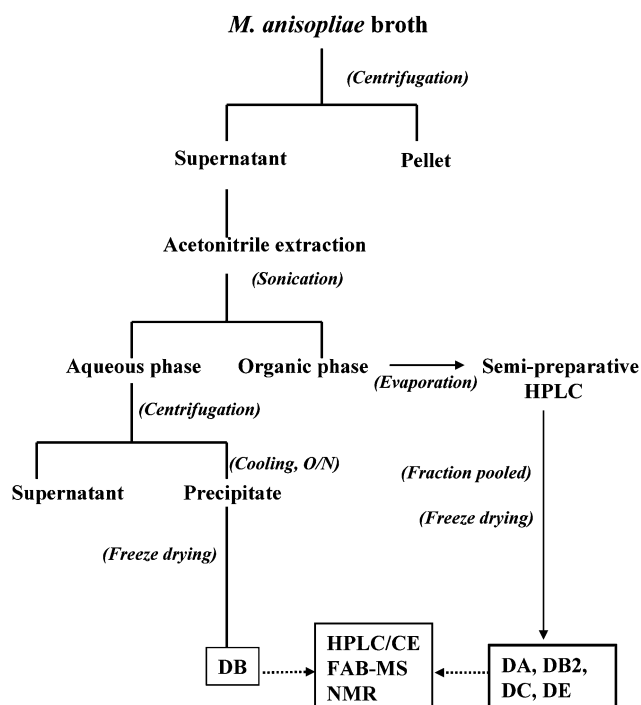 M. anisopliae broth
(Centrifugation)
Supernatant
Pellet
Acetonitrile extraction
(Sonication)
Aqueous phase
Organic phase
(Evaporation)
Semi-preparative
HPLC
(Centrifugation)
(Cooling, O/N)
Supernatant
Precipitate
(Fraction pooled)
(Freeze drying)
(Freeze drying)
DB
HPLC/CE
FAB-MS
NMR
DA, DB2,
DC, DE